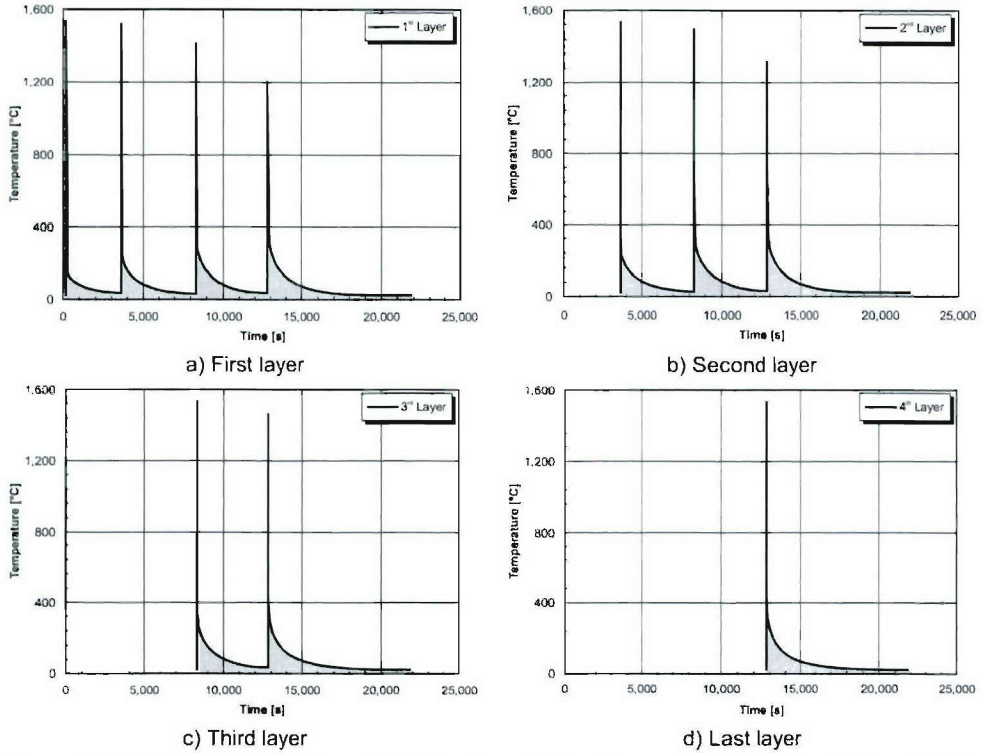 1st Layer
Temperature [°C]
1,600
1,200
800
400
0
0 5,000 10,000 15,000 20,000 25,000
Time [s]
a) First layer
2nd Layer
Temperature [°C]
1,600
1,200
800
400
0
0 5,000 10,000 15,000 20,000 25,000
Time [s]
b) Second layer
3rd Layer
Temperature [°C]
1,600
1,200
800
400
0
0 5,000 10,000 15,000 20,000 25,000
Time [s]
c) Third layer
4th Layer
Temperature [°C]
1,600
1,200
800
400
0
0 5,000 10,000 15,000 20,000 25,000
Time [s]
d) Last layer